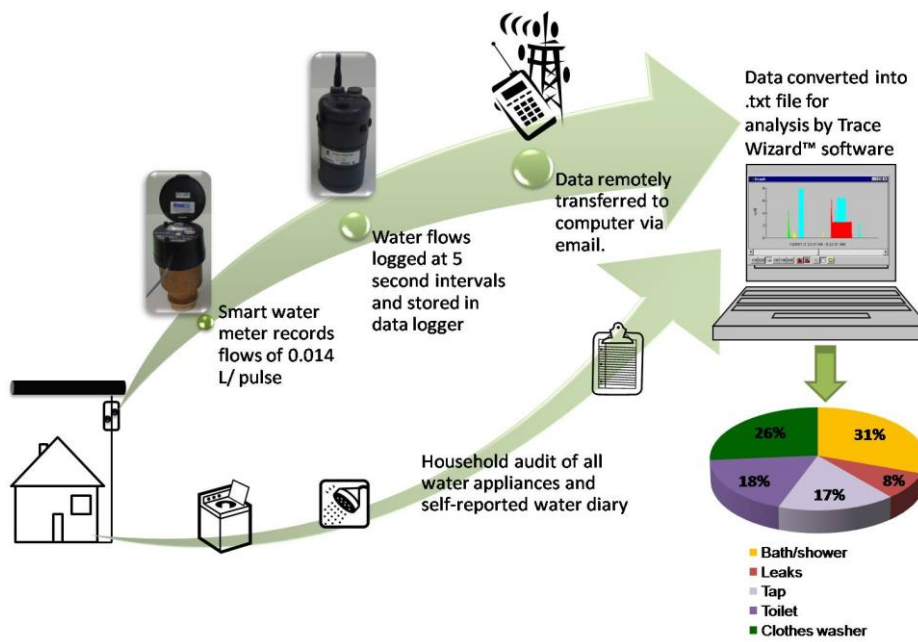 Data converted into
.txt file for
analysis by Trace
Wizard™ software
Data remotely
transferred to
computer via
email.
Water flows
logged at 5
second intervals
and stored in
data logger
Smart water
meter records
flows of 0.014
L/ pulse
Household audit of all
water appliances and
self-reported water diary
31%
8%
17%
18%
26%
Bath/shower
Leaks
Tap
Toilet
Clothes washer